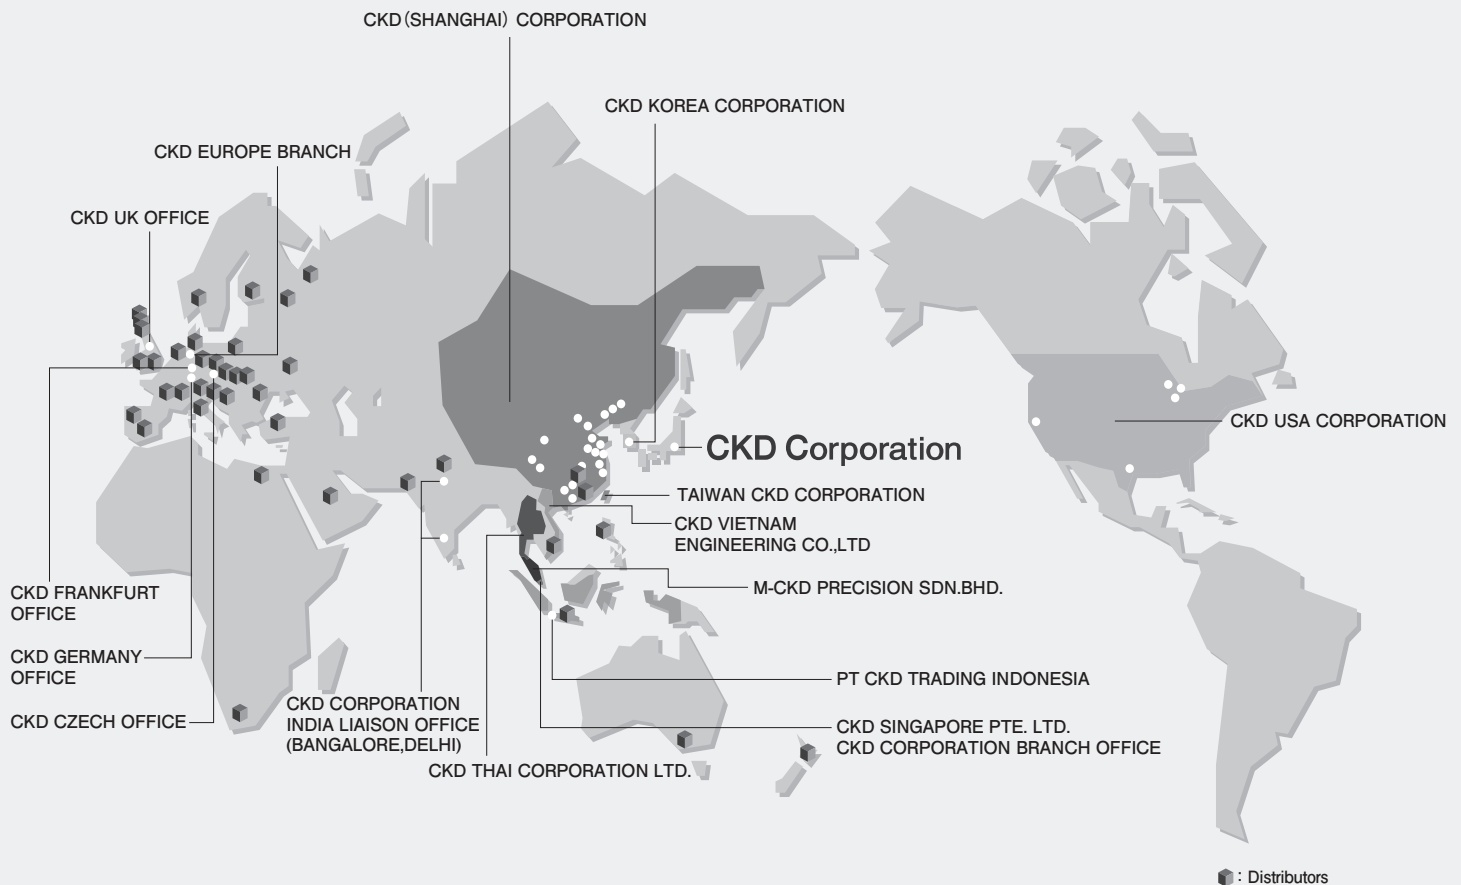 CKD(SHANGHAI) CORPORATION
CKD KOREA CORPORATION
CKD EUROPE BRANCH
CKD UK OFFICE
CKD USA CORPORATION
CKD Corporation
TAIWAN CKD CORPORATION
CKD VIETNAM
ENGINEERING CO.,LTD
M-CKD PRECISION SDN.BHD.
CKD FRANKFURT
OFFICE
CKD GERMANY
OFFICE
CKD CZECH OFFICE
CKD CORPORATION
INDIA LIAISON OFFICE
(BANGALORE,DELHI)
CKD THAI CORPORATION LTD.
PT CKD TRADING INDONESIA
CKD SINGAPORE PTE. LTD.
CKD CORPORATION BRANCH OFFICE
: Distributors